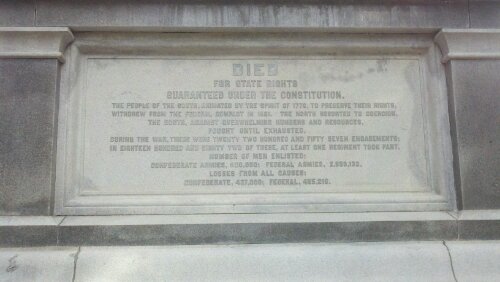 DIED
FOR STATE RIGHTS
GUARANTEED UNDER THE CONSTITUTION.
THE PEOPLE OF THE SOUTH, ANIMATED BY THE SPIRIT OF 1776, TO PRESERVE THEIR RIGHTS,
WITHDREW FROM THE FEDERAL COMPACT IN 1861. THE NORTH RESORTED TO COERCION.
THE SOUTH, AGAINST OVERWHELMING NUMBERS AND RESOURCES,
FOUGHT UNTIL EXHAUSTED.
DURING THE WAR, THERE WERE TWENTY TWO HUNDRED AND FIFTY SEVEN ENGAGEMENTS;
IN EIGHTEEN HUNDRED AND EIGHTY TWO OF THESE, AT LEAST ONE REGIMENT TOOK PART.
NUMBER OF MEN ENLISTED:
CONFEDERATE ARMIES, 600,000; FEDERAL ARMIES, 2,859,132.
LOSSES FROM ALL CAUSES:
CONFEDERATE, 437,000; FEDERAL, 485,216.